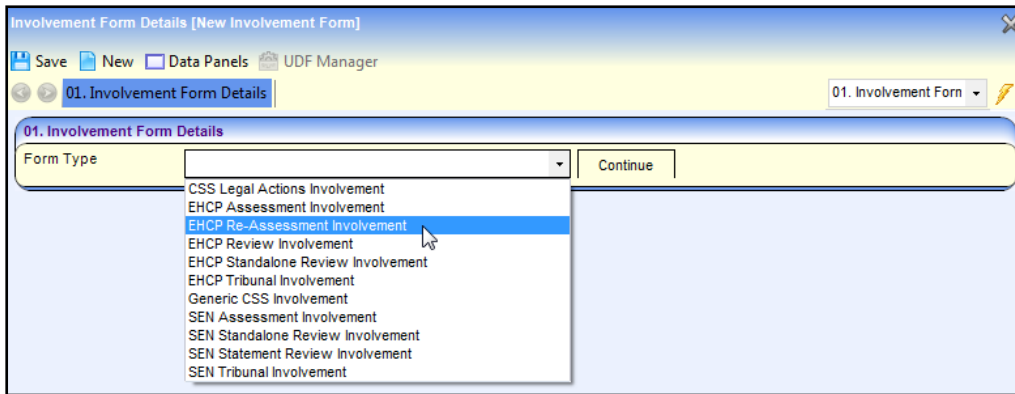 Involvement Form Details [New Involvement Form]
Save New Data Panels UDF Manager
01. Involvement Form Details 01. Involvement Forn
01. Involvement Form Details
Form Type Continue
CSS Legal Actions Involvement
EHCP Assessment Involvement
EHCP Re-Assessment Involvement
EHCP Review Involvement
EHCP Standalone Review Involvement
EHCP Tribunal Involvement
Generic CSS Involvement
SEN Assessment Involvement
SEN Standalone Review Involvement
SEN Statement Review Involvement
SEN Tribunal Involvement